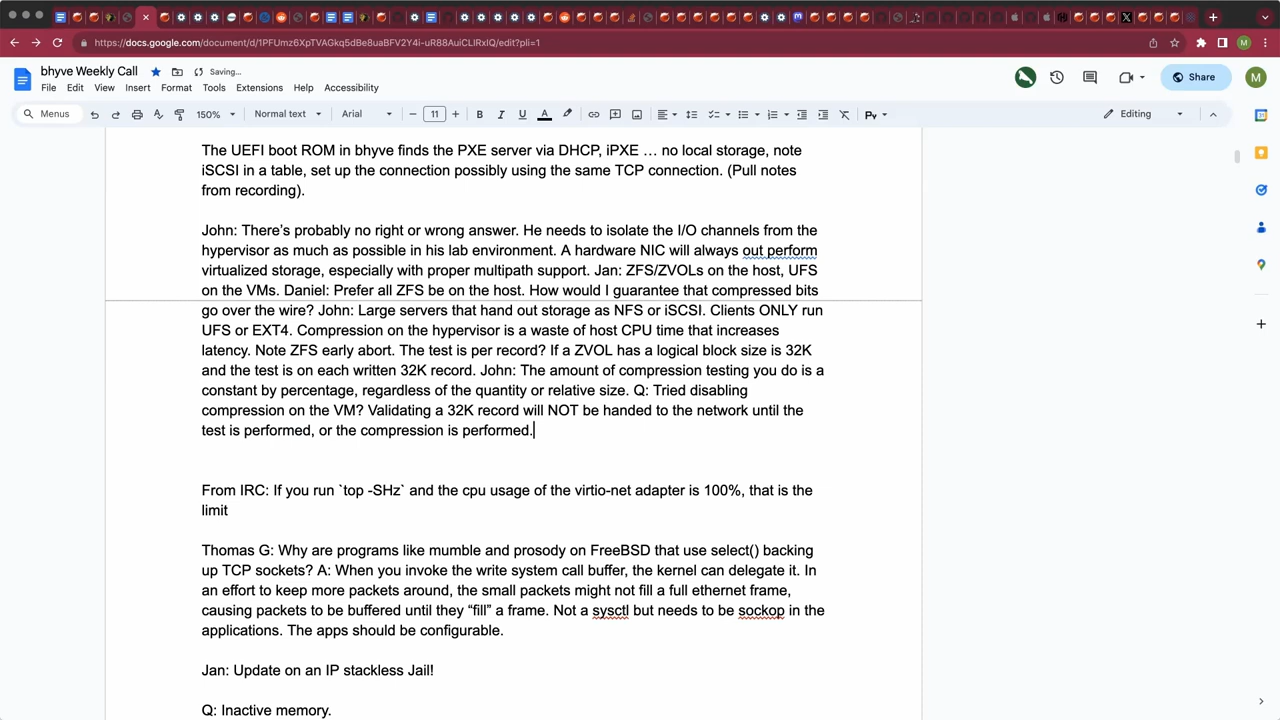 https://docs.google.com/document/d/1PFUmz6XpTVAGkq5dBe8uaBFV2Y4i-uR88AuiCLIRxIQ/edit?pli=1
M
bhyve Weekly Call
Saving...
File Edit View Insert Format Tools Extensions Help Accessibility
Share
M
Menus
150%
Normal text
Arial
11
B I U A
Editing
The UEFI boot ROM in bhyve finds the PXE server via DHCP, iPXE … no local storage, note
iSCSI in a table, set up the connection possibly using the same TCP connection. (Pull notes
from recording).
John: There's probably no right or wrong answer. He needs to isolate the I/O channels from the
hypervisor as much as possible in his lab environment. A hardware NIC will always out perform
virtualized storage, especially with proper multipath support. Jan: ZFS/ZVOLs on the host, UFS
on the VMs. Daniel: Prefer all ZFS be on the host. How would I guarantee that compressed bits
go over the wire? John: Large servers that hand out storage as NFS or iSCSI. Clients ONLY run
UFS or EXT4. Compression on the hypervisor is a waste of host CPU time that increases
latency. Note ZFS early abort. The test is per record? If a ZVOL has a logical block size is 32K
and the test is on each written 32K record. John: The amount of compression testing you do is a
constant by percentage, regardless of the quantity or relative size. Q: Tried disabling
compression on the VM? Validating a 32K record will NOT be handed to the network until the
test is performed, or the compression is performed.
From IRC: If you run `top -SHz` and the cpu usage of the virtio-net adapter is 100%, that is the
limit
Thomas G: Why are programs like mumble and prosody on FreeBSD that use select() backing
up TCP sockets? A: When you invoke the write system call buffer, the kernel can delegate it. In
an effort to keep more packets around, the small packets might not fill a full ethernet frame,
causing packets to be buffered until they “fill” a frame. Not a sysctl but needs to be sockop in the
applications. The apps should be configurable.
Jan: Update on an IP stackless Jail!
Q: Inactive memory.